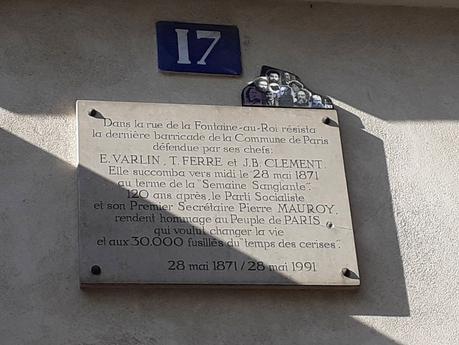 17
Dans la rue de la Fontaine-au-Roi résista
la dernière barricade de la Commune de Paris
défendue par ses chefs:
E. VARLIN, T. FERRE et J.B. CLEMENT.
Elle succomba vers midi le 28 mai 1871
au terme de la "Semaine Sanglante".
120 ans après, le Parti Socialiste
et son Premier Secrétaire Pierre MAUROY,
rendent hommage au Peuple de PARIS
qui voulut changer la vie
et aux 30.000 fusillés du "temps des cerises".
28 mai 1871 / 28 mai 1991